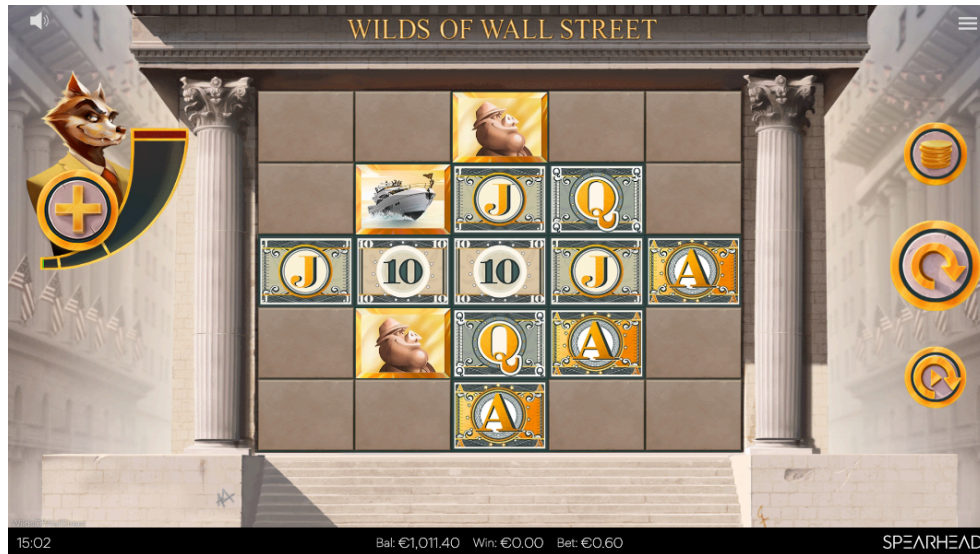 WILDS OF WALL STREET
J Q
J 10 10 J A
Q A
A
15:02 Bal: €1,011.40 Win: €0.00 Bet: €0.60 SPEARHEAD